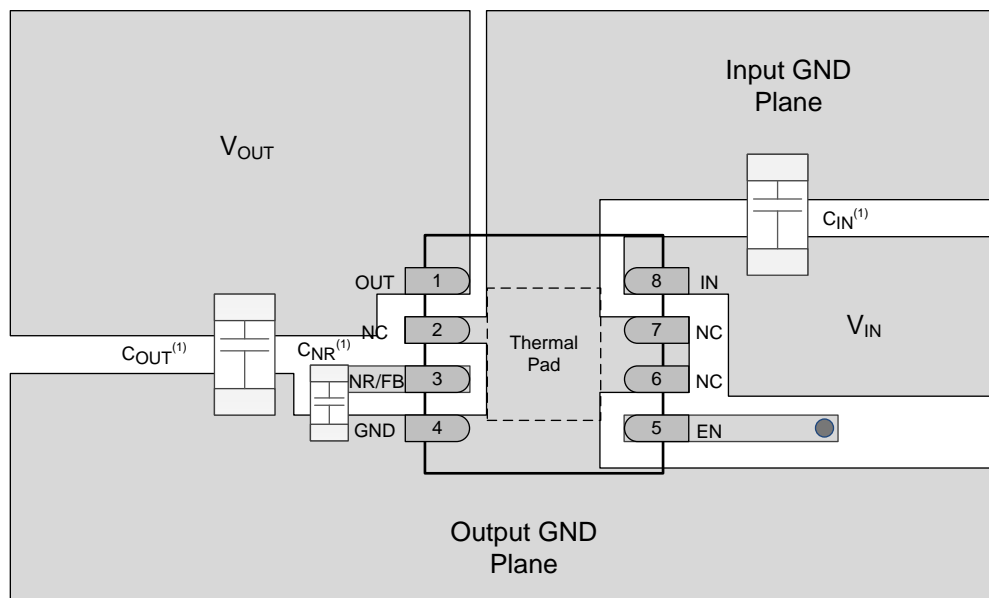 Input GND
Plane
VOUT
CIN(1)
OUT 1
8 IN
NC 2
7 NC
VIN
Thermal
Pad
COUT(1)
CNR(1)
NR/FB 3
6 NC
GND 4
5 EN
Output GND
Plane